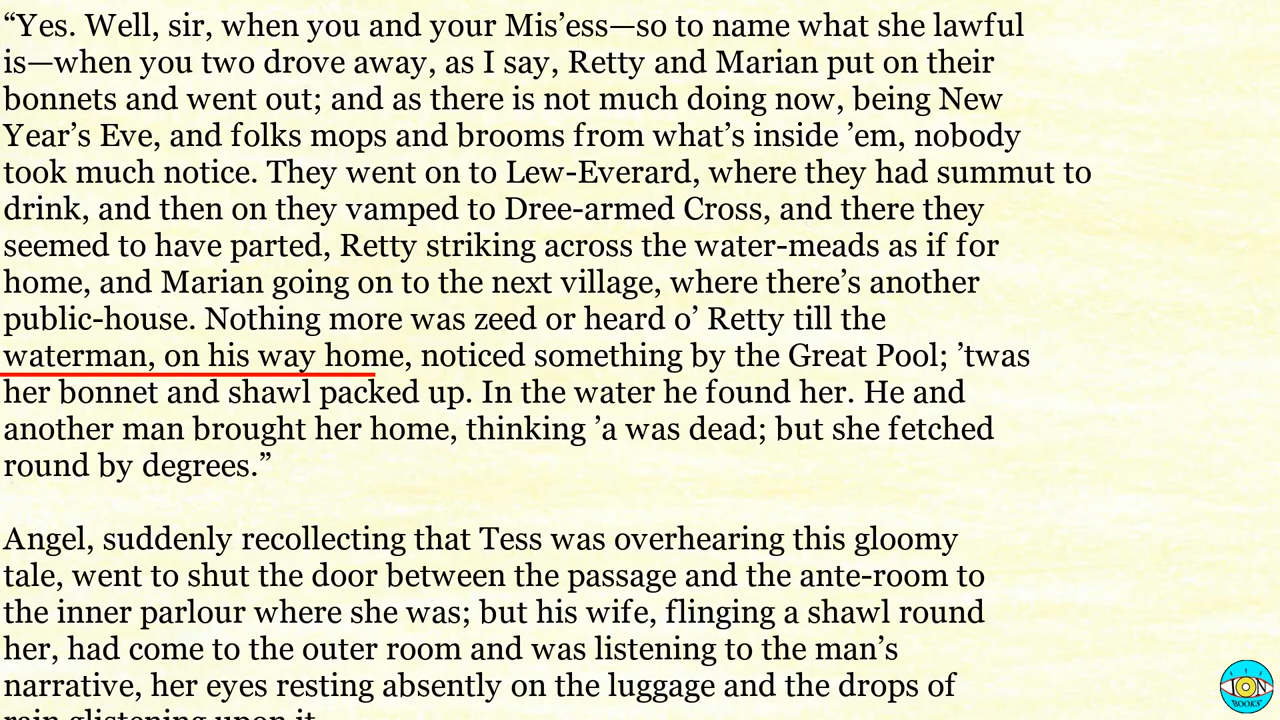 “Yes. Well, sir, when you and your Mis’ess—so to name what she lawful
is—when you two drove away, as I say, Retty and Marian put on their
bonnets and went out; and as there is not much doing now, being New
Year’s Eve, and folks mops and brooms from what’s inside ’em, nobody
took much notice. They went on to Lew-Everard, where they had summut to
drink, and then on they vamped to Dree-armed Cross, and there they
seemed to have parted, Retty striking across the water-meads as if for
home, and Marian going on to the next village, where there’s another
public-house. Nothing more was zeed or heard o’ Retty till the
waterman, on his way home, noticed something by the Great Pool; ’twas
her bonnet and shawl packed up. In the water he found her. He and
another man brought her home, thinking ’a was dead; but she fetched
round by degrees.”
Angel, suddenly recollecting that Tess was overhearing this gloomy
tale, went to shut the door between the passage and the ante-room to
the inner parlour where she was; but his wife, flinging a shawl round
her, had come to the outer room and was listening to the man’s
narrative, her eyes resting absently on the luggage and the drops of
rain glistening upon it.
ION
BOOKS